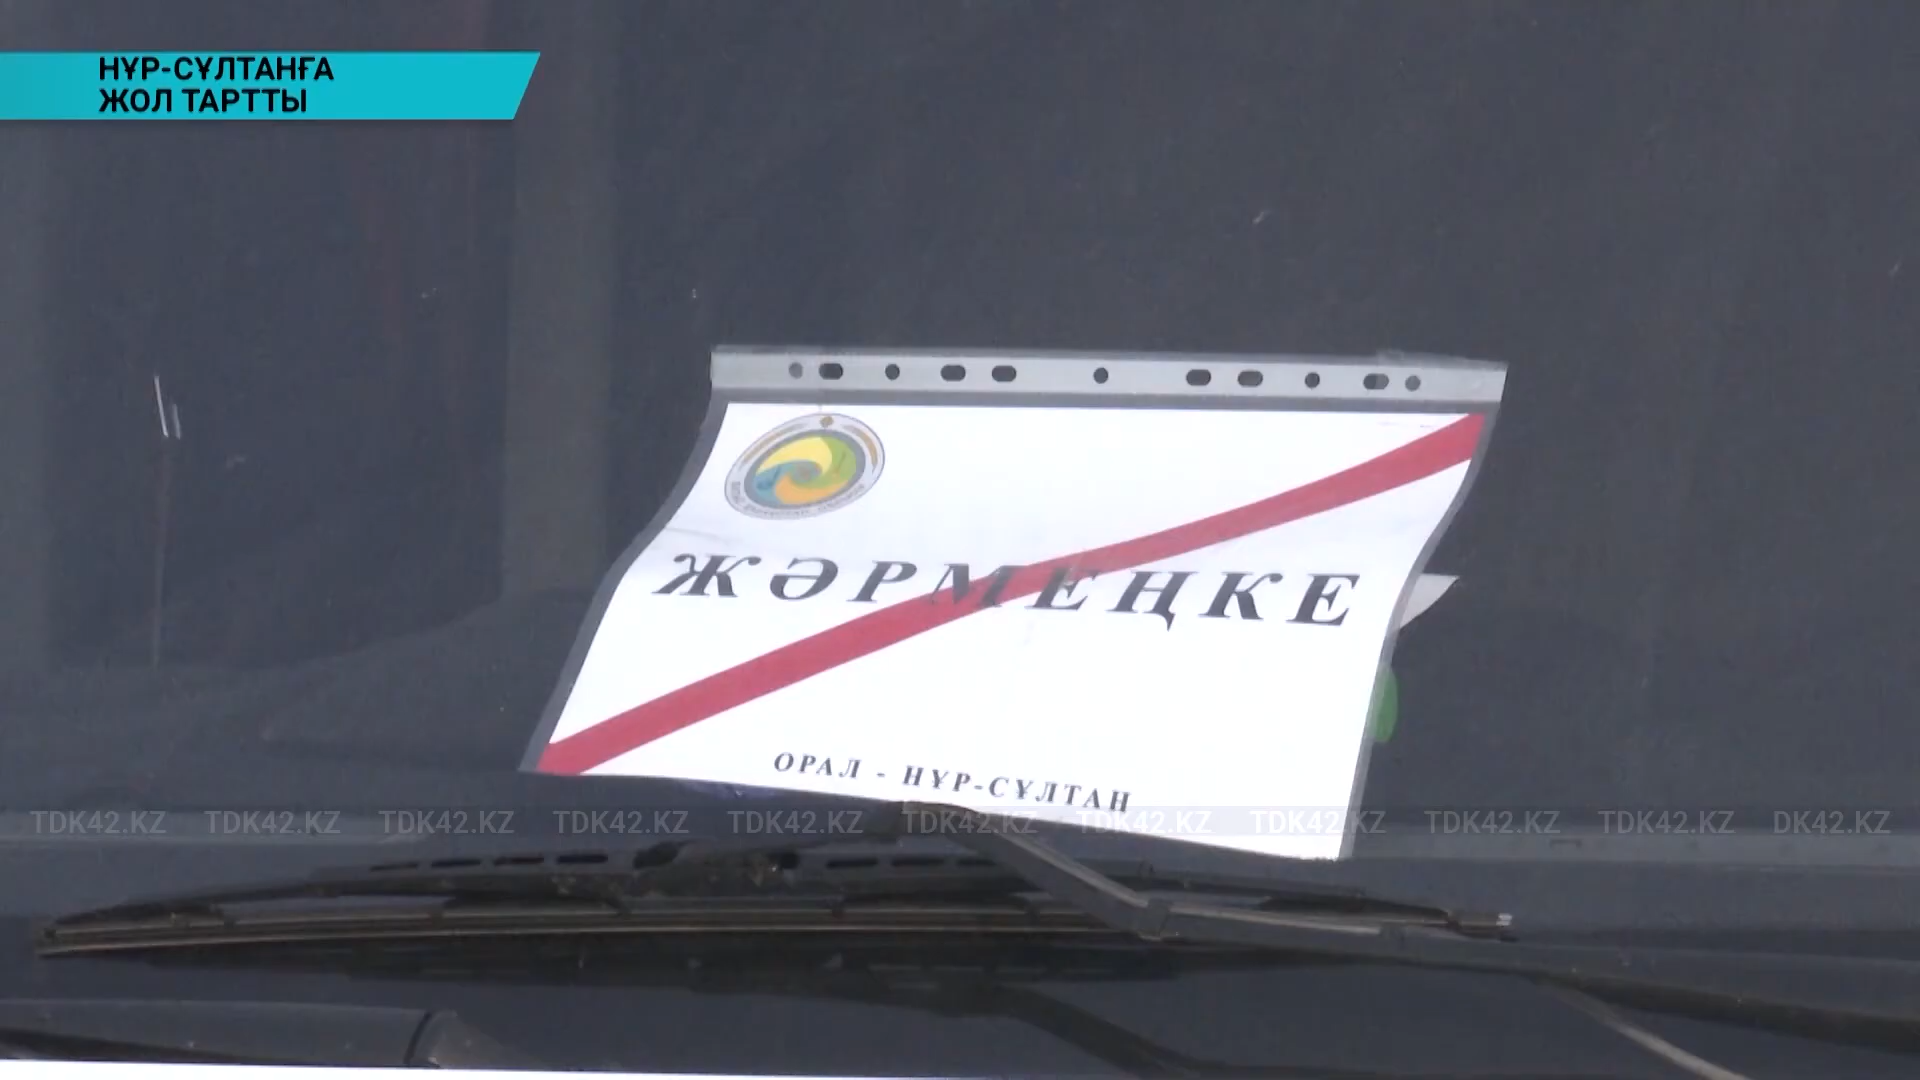 НҰР-СҰЛТАНҒА
ЖОЛ ТАРТТЫ
ЖӘРМЕҢКЕ
ОРАЛ - НҰР-СҰЛТАН
TDK42.KZ TDK42.KZ TDK42.KZ TDK42.KZ TDK42.KZ TDK42.KZ TDK42.KZ TDK42.KZ TDK42.KZ TDK42.KZ DK42.KZ